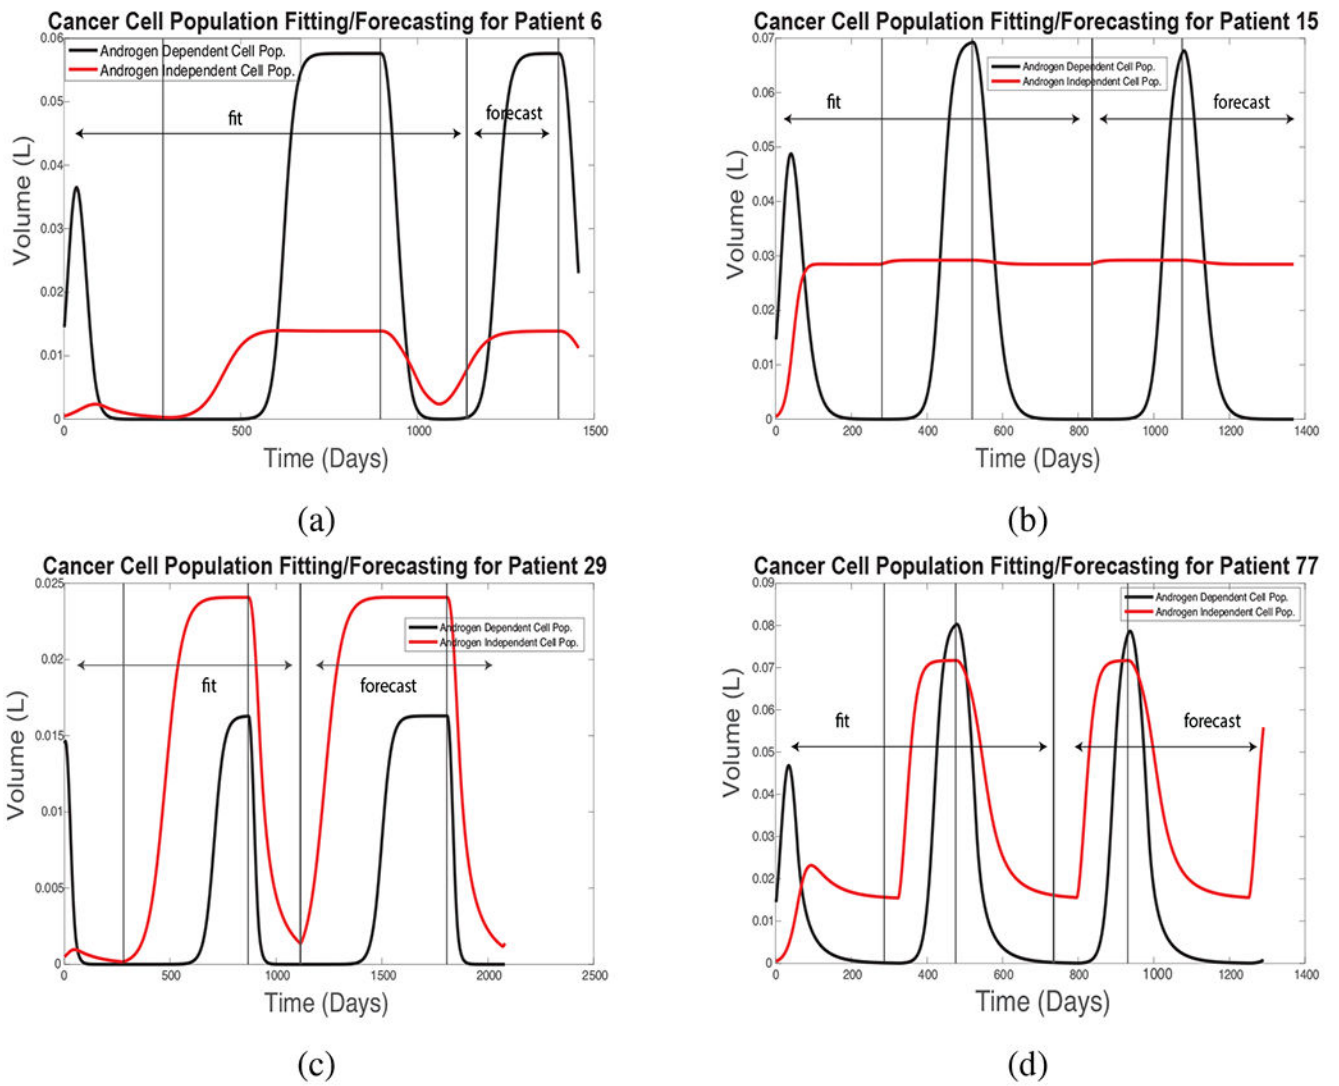 Cancer Cell Population Fitting/Forecasting for Patient 6
0.06
Androgen Dependent Cell Pop.
Androgen Independent Cell Pop.
0.05
fit
forecast
0.04
Volume (L)
0.03
0.02
0.01
0
0 500 1000 1500
Time (Days)
(a)
Cancer Cell Population Fitting/Forecasting for Patient 15
0.07
Androgen Dependent Cell Pop.
Androgen Independent Cell Pop.
0.06
fit
forecast
0.05
0.04
Volume (L)
0.03
0.02
0.01
0
0 200 400 600 800 1000 1200 1400
Time (Days)
(b)
Cancer Cell Population Fitting/Forecasting for Patient 29
0.025
Androgen Dependent Cell Pop.
Androgen Independent Cell Pop.
0.02
fit
forecast
0.015
Volume (L)
0.01
0.005
0
0 500 1000 1500 2000 2500
Time (Days)
(c)
Cancer Cell Population Fitting/Forecasting for Patient 77
0.09
Androgen Dependent Cell Pop.
Androgen Independent Cell Pop.
0.08
0.07
0.06
fit
forecast
0.05
Volume (L)
0.04
0.03
0.02
0.01
0
0 200 400 600 800 1000 1200 1400
Time (Days)
(d)